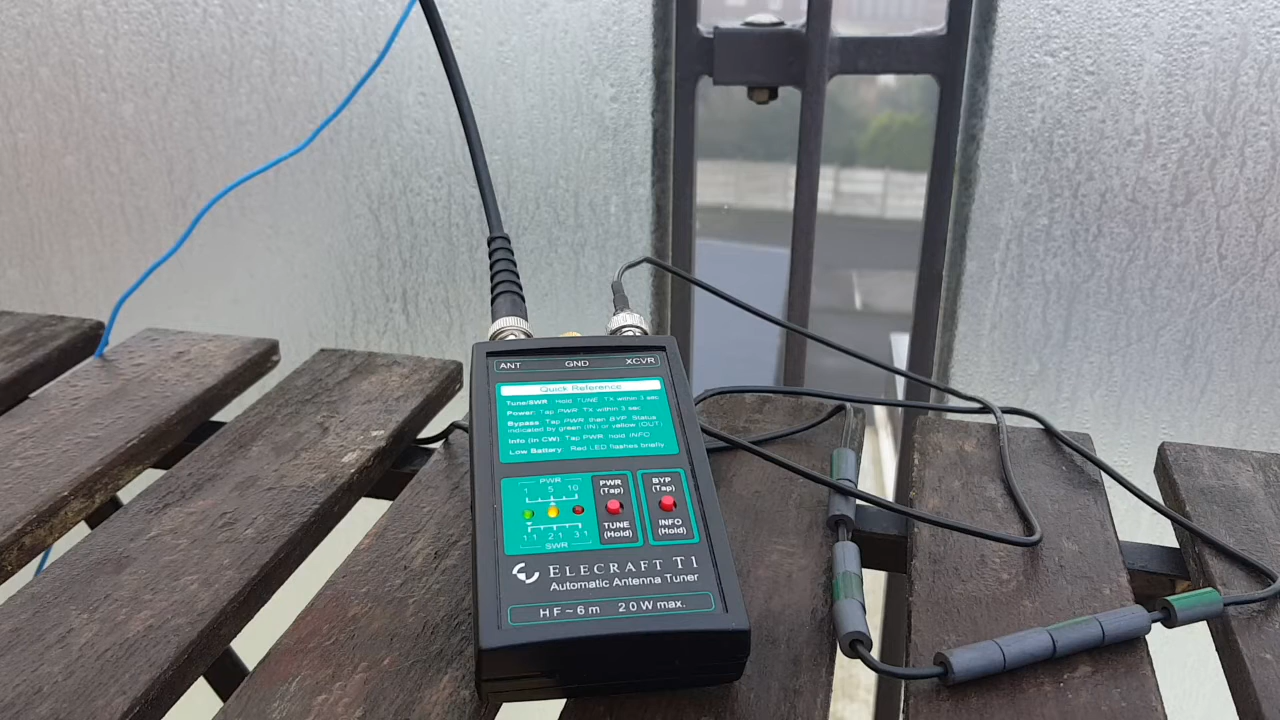 ANT GND XCVR
Quick Reference
Tune/SWR: Hold TUNE. TX within 3 sec
Power: Tap PWR. TX within 3 sec
Bypass: Tap PWR then BYP. Status
indicated by green (IN) or yellow (OUT)
Info (in CW): Tap PWR, hold INFO
Low Battery: Red LED flashes briefly
PWR
1 5 10
1.1 2.1 3.1
SWR
PWR
(Tap)
TUNE
(Hold)
BYP
(Tap)
INFO
(Hold)
ELECRAFT T1
Automatic Antenna Tuner
HF~6m 20W max.